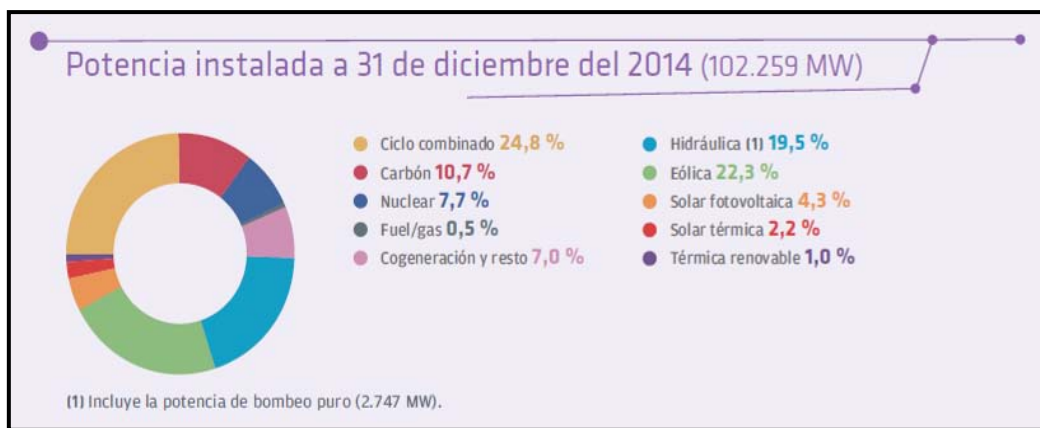 Potencia instalada a 31 de diciembre del 2014 (102.259 MW)
Ciclo combinado 24,8 %
Carbón 10,7 %
Nuclear 7,7 %
Fuel/gas 0,5 %
Cogeneración y resto 7,0 %
Hidráulica (1) 19,5 %
Eólica 22,3 %
Solar fotovoltaica 4,3 %
Solar térmica 2,2 %
Térmica renovable 1,0 %
(1) Incluye la potencia de bombeo puro (2.747 MW).